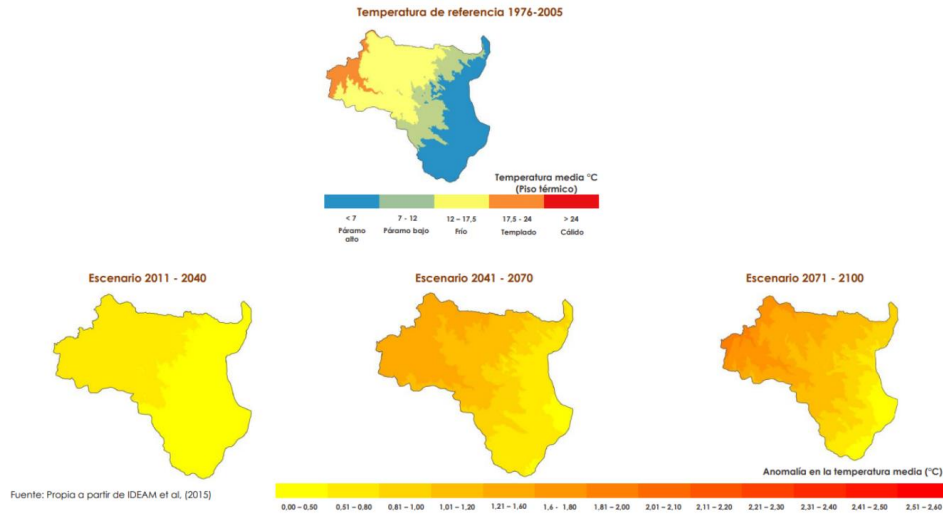 Temperatura de referencia 1976-2005
Temperatura media °C
(Piso térmico)
< 7 7 - 12 12 – 17,5 17,5 - 24 > 24
Páramo alto Páramo bajo Frío Templado Cálido
Escenario 2011 - 2040 Escenario 2041 - 2070 Escenario 2071 - 2100
Anomalía en la temperatura media (°C)
Fuente: Propia a partir de IDEAM et al, (2015)
0,00 – 0,50 0,51 – 0,80 0,81 – 1,00 1,01 – 1,20 1,21 – 1,60 1,6 - 1,80 1,81 – 2,00 2,01 – 2,10 2,11 – 2,20 2,21 – 2,30 2,31 – 2,40 2,41 – 2,50 2,51 – 2,60